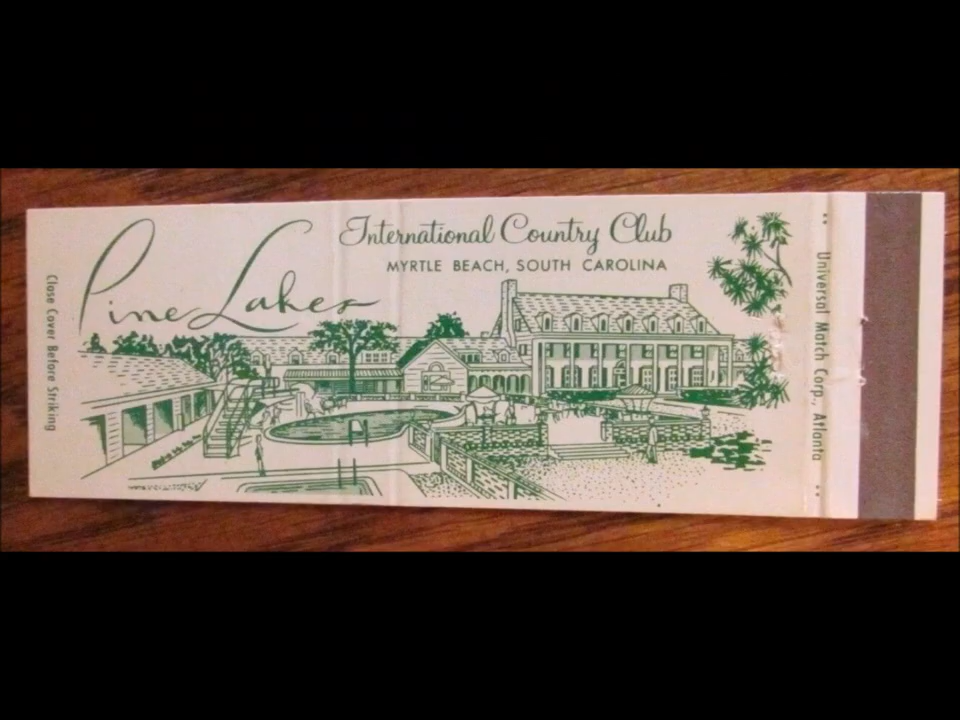 Pine Lakes
International Country Club
MYRTLE BEACH, SOUTH CAROLINA
Close Cover Before Striking
Universal Match Corp., Atlanta